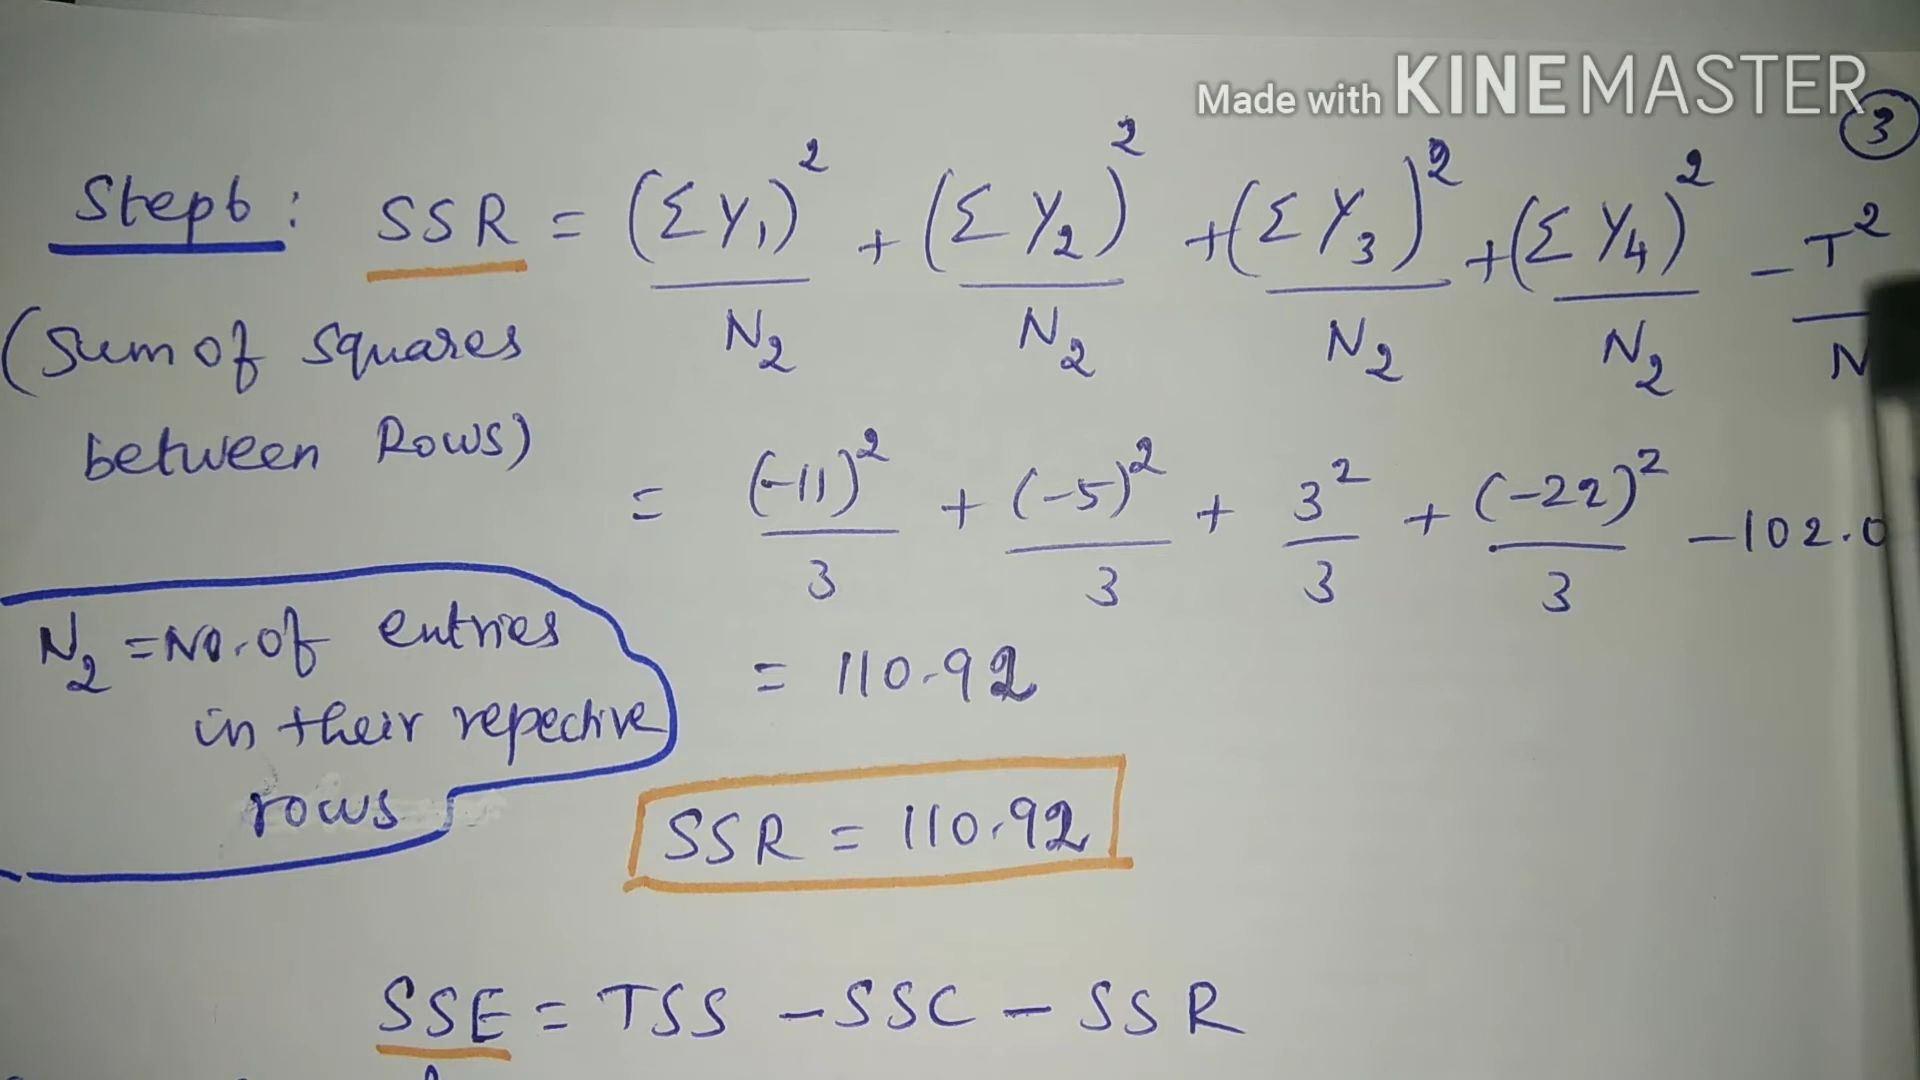 Made with KINEMASTER
3
Step6: SSR = (ΣY₁)²/N₂ + (ΣY₂)²/N₂ + (ΣY₃)²/N₂ + (ΣY₄)²/N₂ - T²/N
(Sum of Squares
between Rows)
= (-11)²/3 + (-5)²/3 + 3²/3 + (-22)²/3 - 102.0
N₂ = No. of entries
in their repective
rows
= 110.92
SSR = 110.92
SSE = TSS - SSC - SSR